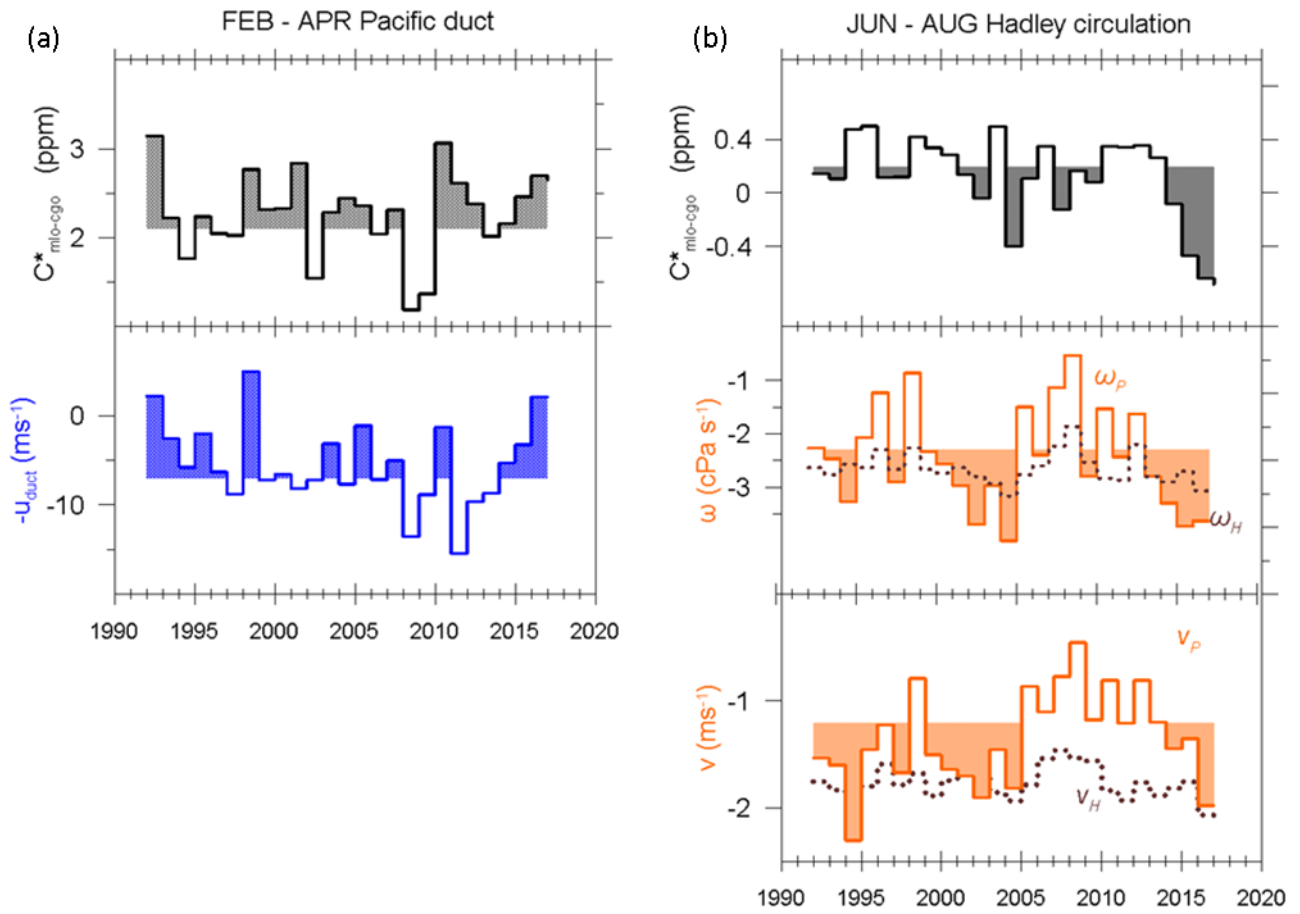 (a)
FEB - APR Pacific duct
C*mlo-cgo (ppm)
3
2
1
-uduct (ms-1)
0
-10
1990 1995 2000 2005 2010 2015 2020
(b)
JUN - AUG Hadley circulation
C*mlo-cgo (ppm)
0.4
0
-0.4
ω (cPa s-1)
-1
-2
-3
ωP
ωH
v (ms-1)
-1
-2
vP
vH
1990 1995 2000 2005 2010 2015 2020